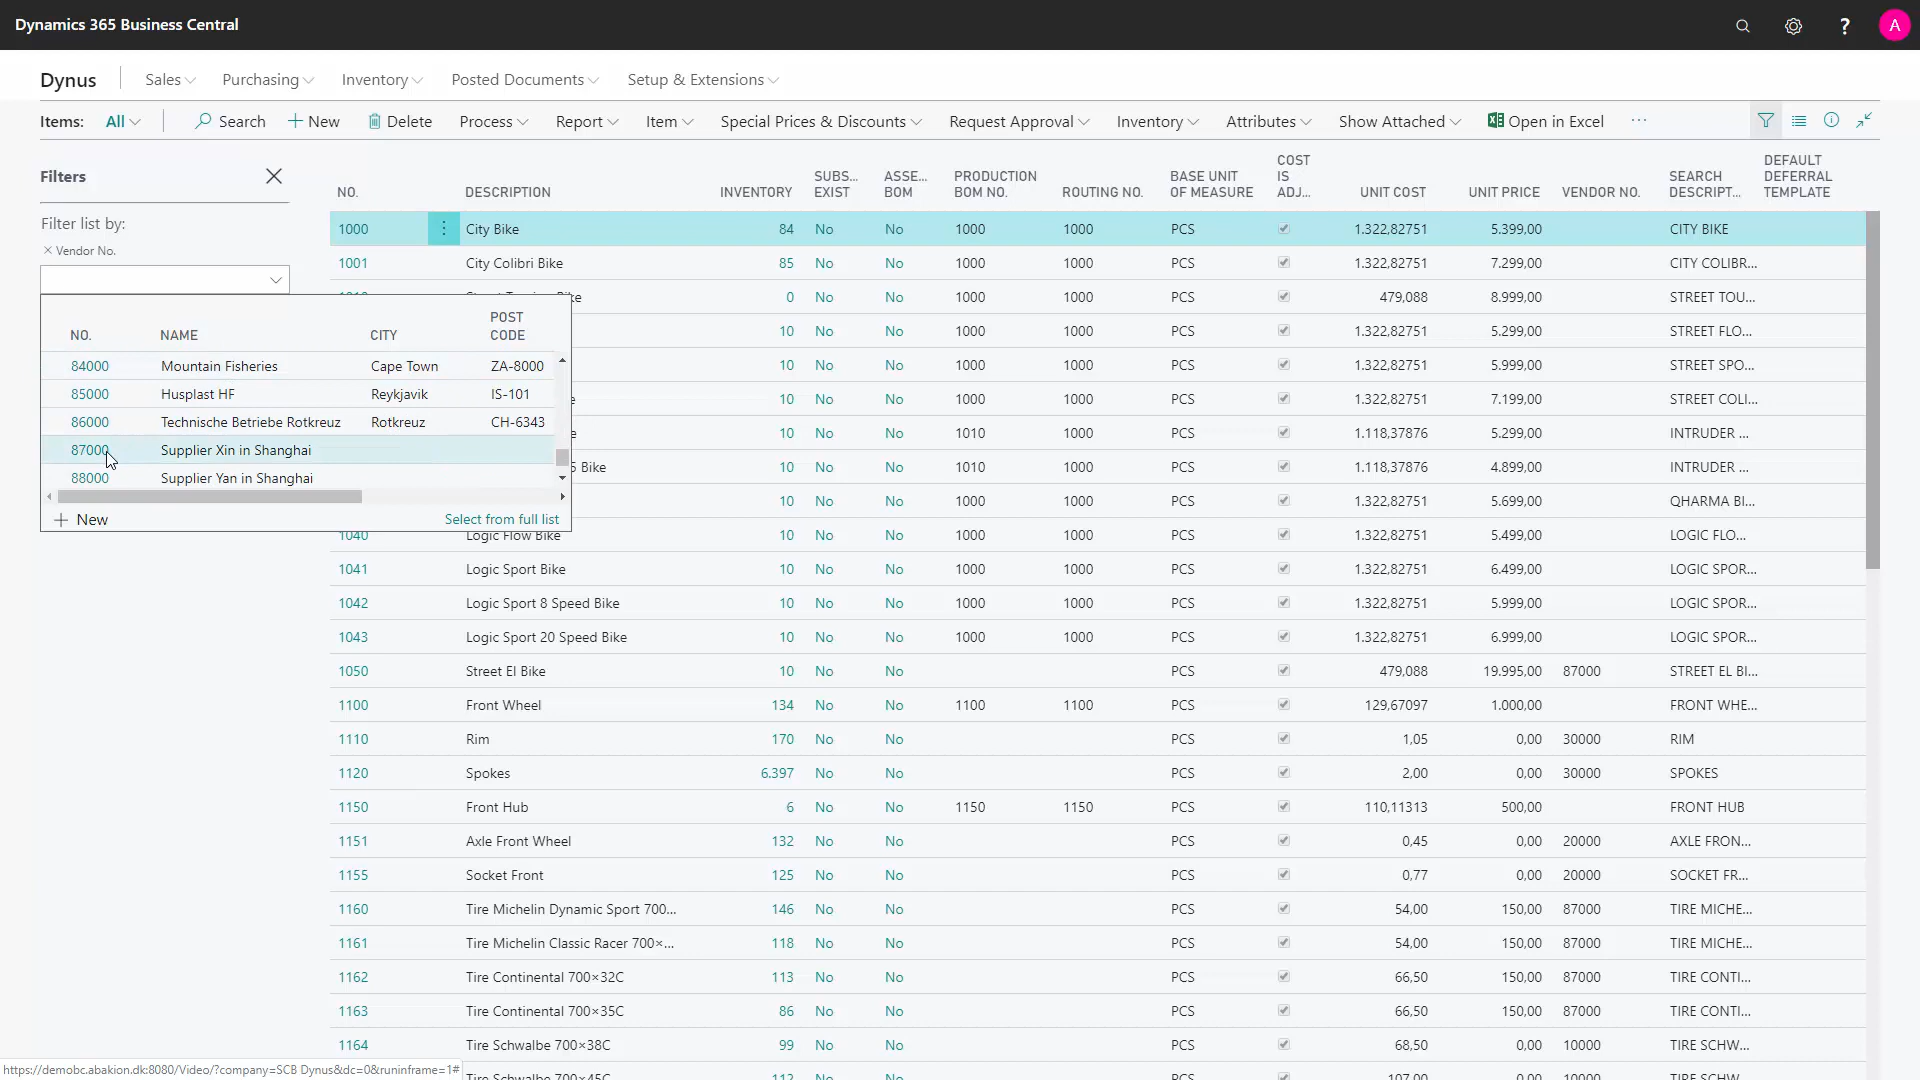 Dynamics 365 Business Central
?
A
Dynus Sales Purchasing Inventory Posted Documents Setup & Extensions
Items: All Search New Delete Process Report Item Special Prices & Discounts Request Approval Inventory Attributes Show Attached Open in Excel ...
Filters
Filter list by:
× Vendor No.
NO. NAME CITY POST CODE
84000 Mountain Fisheries Cape Town ZA-8000
85000 Husplast HF Reykjavik IS-101
86000 Technische Betriebe Rotkreuz Rotkreuz CH-6343
87000 Supplier Xin in Shanghai
88000 Supplier Yan in Shanghai
+ New Select from full list
NO. DESCRIPTION INVENTORY SUBS... EXIST ASSE... BOM PRODUCTION BOM NO. ROUTING NO. BASE UNIT OF MEASURE COST IS ADJ... UNIT COST UNIT PRICE VENDOR NO. SEARCH DESCRIPT... DEFAULT DEFERRAL TEMPLATE
1000 City Bike 84 No No 1000 1000 PCS 1.322,82751 5.399,00 CITY BIKE
1001 City Colibri Bike 85 No No 1000 1000 PCS 1.322,82751 7.299,00 CITY COLIBR...
0 No No 1000 1000 PCS 479,088 8.999,00 STREET TOU...
10 No No 1000 1000 PCS 1.322,82751 5.299,00 STREET FLO...
10 No No 1000 1000 PCS 1.322,82751 5.999,00 STREET SPO...
10 No No 1000 1000 PCS 1.322,82751 7.199,00 STREET COLI...
10 No No 1010 1000 PCS 1.118,37876 5.299,00 INTRUDER ...
Bike 10 No No 1010 1000 PCS 1.118,37876 4.899,00 INTRUDER ...
10 No No 1000 1000 PCS 1.322,82751 5.699,00 QHARMA BI...
1040 Logic Flow Bike 10 No No 1000 1000 PCS 1.322,82751 5.499,00 LOGIC FLO...
1041 Logic Sport Bike 10 No No 1000 1000 PCS 1.322,82751 6.499,00 LOGIC SPOR...
1042 Logic Sport 8 Speed Bike 10 No No 1000 1000 PCS 1.322,82751 5.999,00 LOGIC SPOR...
1043 Logic Sport 20 Speed Bike 10 No No 1000 1000 PCS 1.322,82751 6.999,00 LOGIC SPOR...
1050 Street El Bike 10 No No PCS 479,088 19.995,00 87000 STREET EL BI...
1100 Front Wheel 134 No No 1100 1100 PCS 129,67097 1.000,00 FRONT WHE...
1110 Rim 170 No No PCS 1,05 0,00 30000 RIM
1120 Spokes 6.397 No No PCS 2,00 0,00 30000 SPOKES
1150 Front Hub 6 No No 1150 1150 PCS 110,11313 500,00 FRONT HUB
1151 Axle Front Wheel 132 No No PCS 0,45 0,00 20000 AXLE FRON...
1155 Socket Front 125 No No PCS 0,77 0,00 20000 SOCKET FR...
1160 Tire Michelin Dynamic Sport 700... 146 No No PCS 54,00 150,00 87000 TIRE MICHE...
1161 Tire Michelin Classic Racer 700×... 118 No No PCS 54,00 150,00 87000 TIRE MICHE...
1162 Tire Continental 700×32C 113 No No PCS 66,50 150,00 87000 TIRE CONTI...
1163 Tire Continental 700×35C 86 No No PCS 66,50 150,00 87000 TIRE CONTI...
1164 Tire Schwalbe 700×38C 99 No No PCS 68,50 0,00 10000 TIRE SCHW...
Tire Schwalbe 700×45C 112 No No PCS 107,00 0,00 10000 TIRE SCHW...
https://demobc.abakion.dk:8080/Video/?company=SCB Dynus&dc=0&runinframe=1#